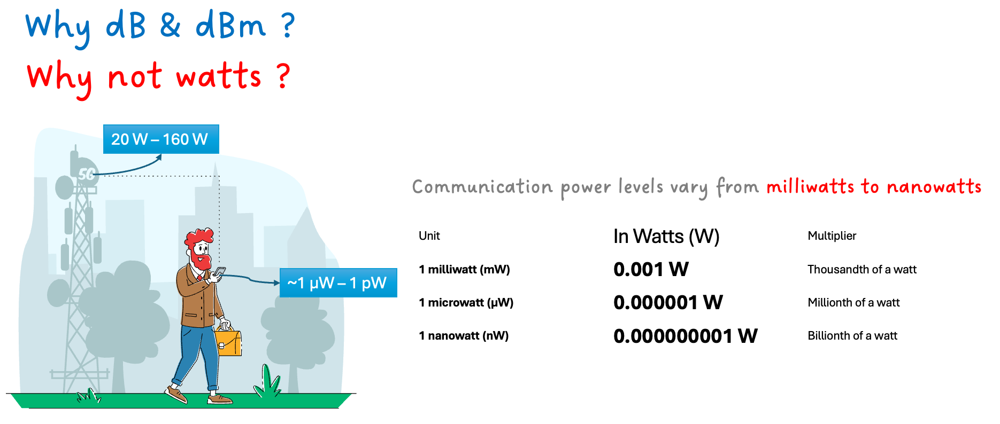 Why dB & dBm ?
Why not watts ?
20 W – 160 W
5G
~1 µW – 1 pW
Communication power levels vary from milliwatts to nanowatts
Unit In Watts (W) Multiplier
1 milliwatt (mW) 0.001 W Thousandth of a watt
1 microwatt (µW) 0.000001 W Millionth of a watt
1 nanowatt (nW) 0.000000001 W Billionth of a watt